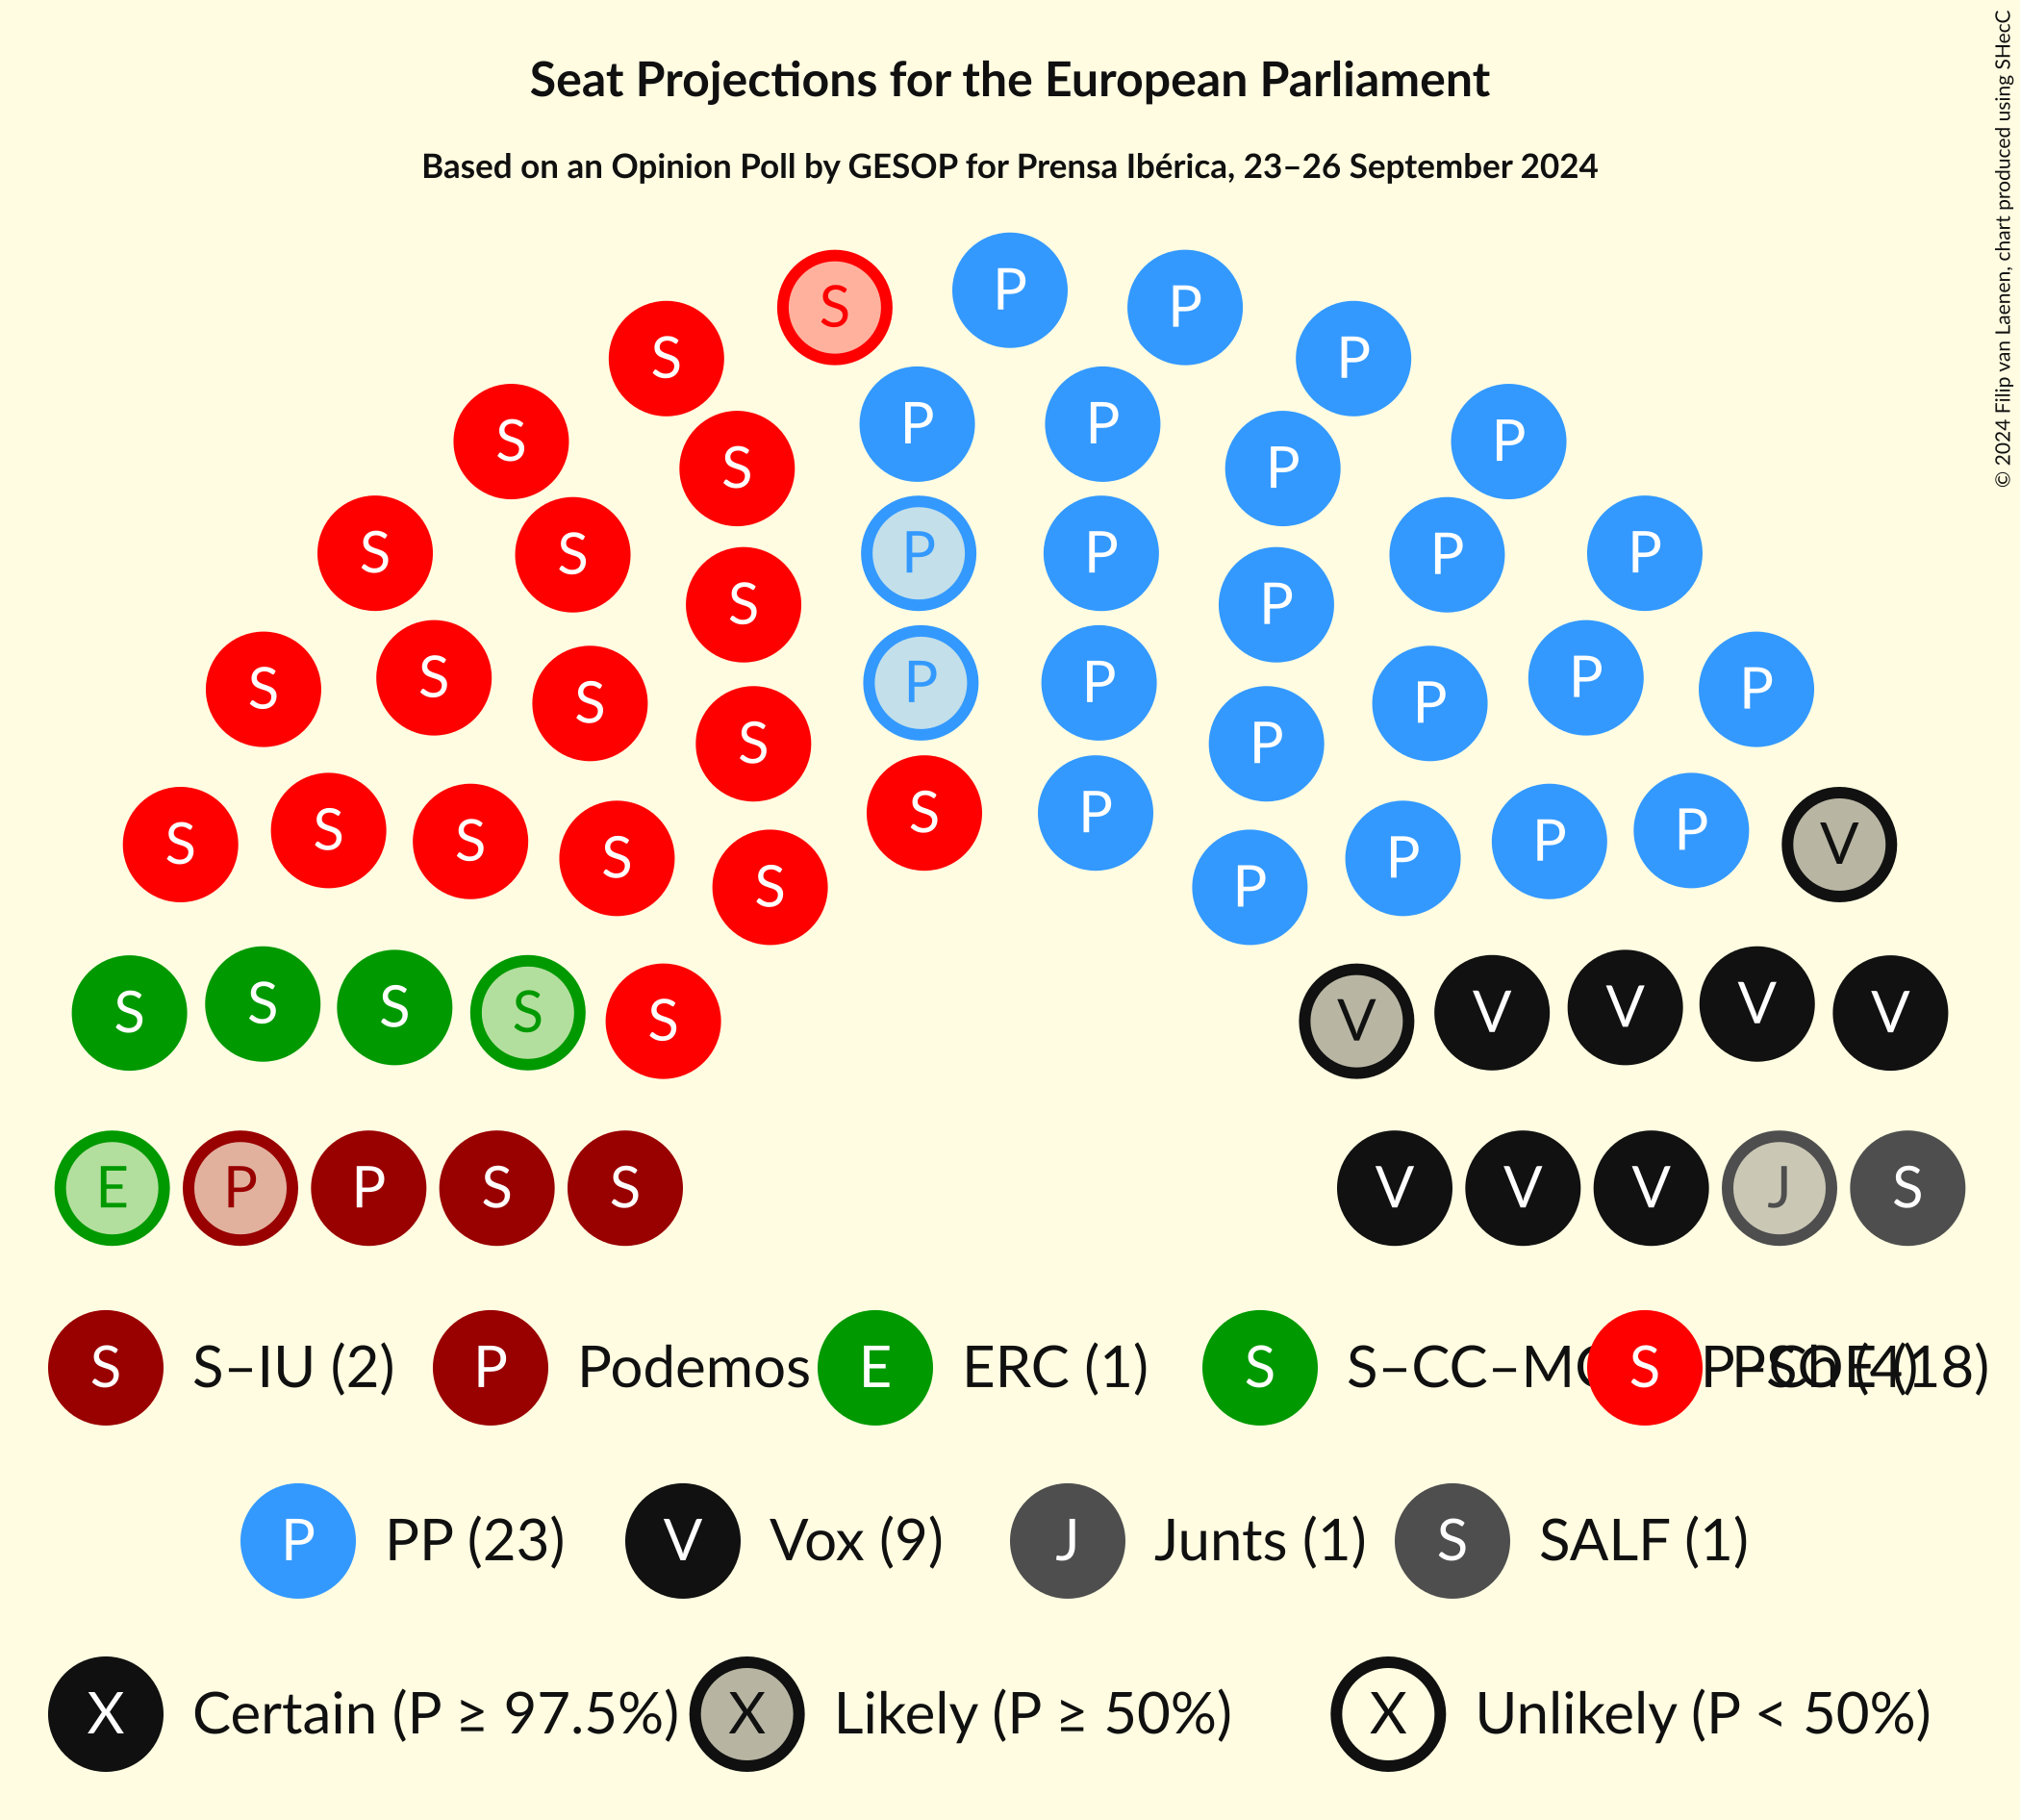 Seat Projections for the European Parliament
Based on an Opinion Poll by GESOP for Prensa Ibérica, 23–26 September 2024
© 2024 Filip van Laenen, chart produced using SHecC
P
S P
S P
S P
P P
S P
S P
P P
S P
S P
S P
P P
S P
S P
S P
S P
S P
S P
S P
S V
S P
S P
S P
S P
S P
S S S S S V V V V V
E P P S S V V V J S
S S–IU (2) P Podemos E ERC (1) S S–CC–M S PSOE (18)
P PP (23) V Vox (9) J Junts (1) S SALF (1)
X Certain (P ≥ 97.5%) X Likely (P ≥ 50%) X Unlikely (P < 50%)